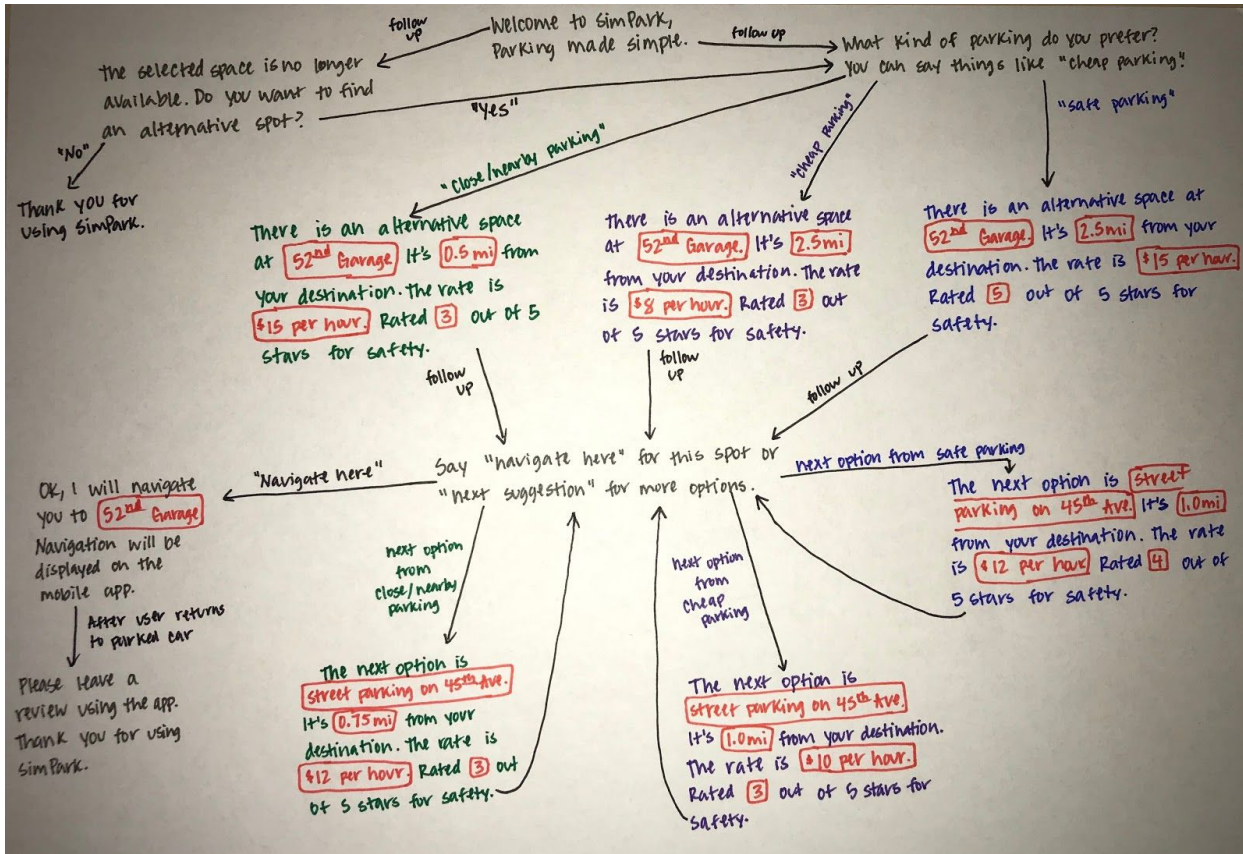 Welcome to SimPark,
Parking made simple.
follow
up
follow up
the selected space is no longer
available. Do you want to find
an alternative spot?
"Yes"
"No"
Thank you for
using SimPark.
What kind of parking do you prefer?
You can say things like "cheap parking".
"close/nearby parking"
"cheap parking"
"safe parking"
There is an alternative space
at 52nd Garage. It's 0.5 mi from
your destination. The rate is
$15 per hour. Rated 3 out of 5
stars for safety.
There is an alternative space
at 52nd Garage. It's 2.5mi
from your destination. The rate
is $8 per hour. Rated 3 out
of 5 stars for safety.
There is an alternative space at
52nd Garage. It's 2.5mi from your
destination. The rate is $15 per hour.
Rated 5 out of 5 stars for
safety.
follow
up
follow
up
follow up
Say "navigate here" for this spot or
"next suggestion" for more options.
"Navigate here"
OK, I will navigate
you to 52nd Garage
Navigation will be
displayed on the
mobile app.
After user returns
to parked car
Please leave a
review using the app.
Thank you for using
SimPark.
next option
from
close/nearby
parking
The next option is
street parking on 45th Ave.
It's 0.75mi from your
destination. The rate is
$12 per hour. Rated 3 out
of 5 stars for safety.
next option
from
cheap
parking
The next option is
street parking on 45th Ave.
It's 1.0mi from your destination.
The rate is $10 per hour.
Rated 3 out of 5 stars for
safety.
next option from safe parking
The next option is street
parking on 45th Ave. It's 1.0mi
from your destination. The rate
is $12 per hour Rated 4 out of
5 stars for safety.